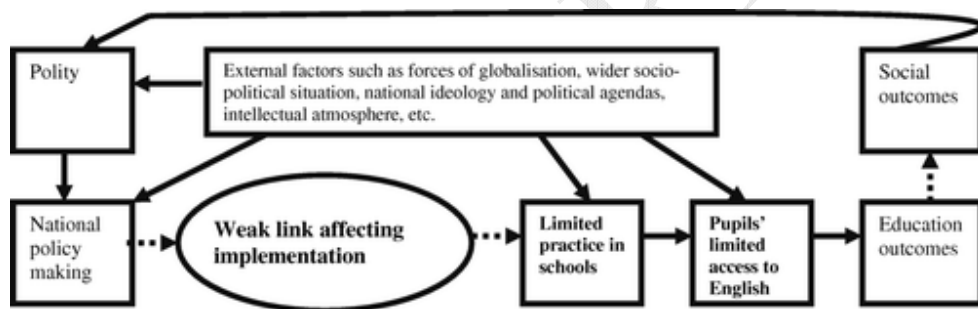 Polity
External factors such as forces of globalisation, wider socio-
political situation, national ideology and political agendas,
intellectual atmosphere, etc.
Social
outcomes
National
policy
making
Weak link affecting
implementation
Limited
practice in
schools
Pupils'
limited
access to
English
Education
outcomes